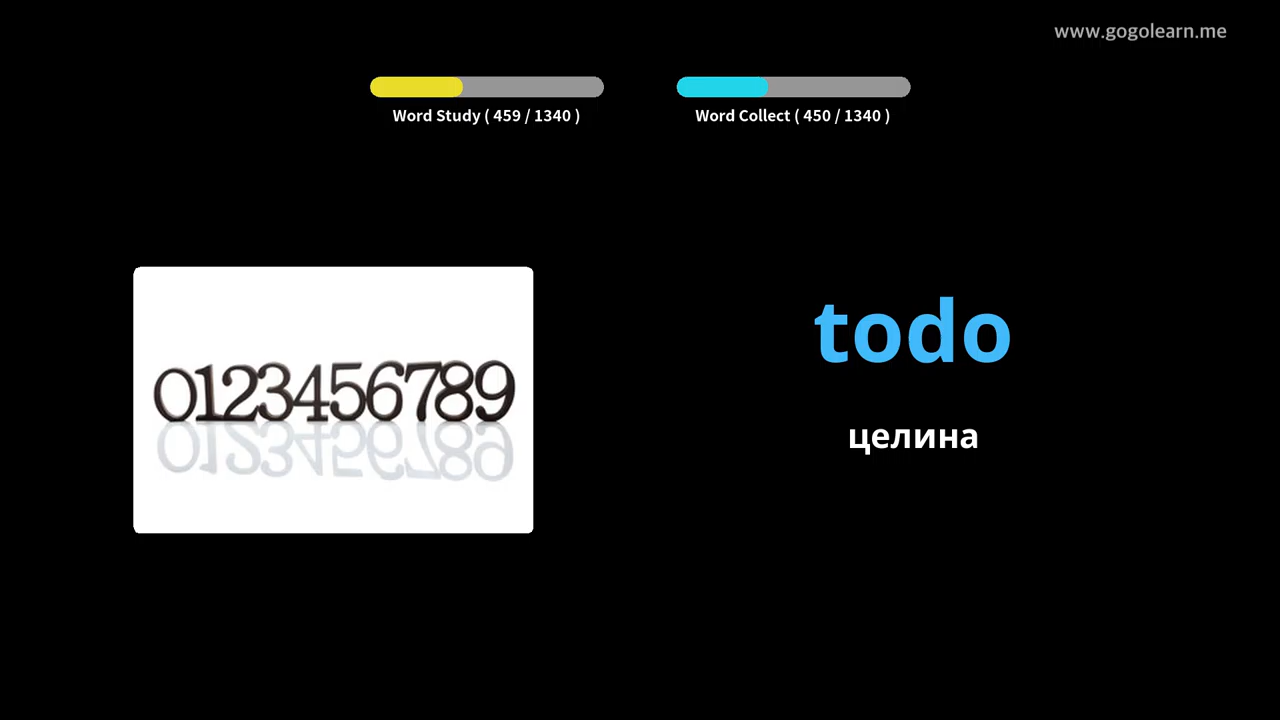 www.gogolearn.me
Word Study ( 459 / 1340 )
Word Collect ( 450 / 1340 )
0123456789
todo
целина